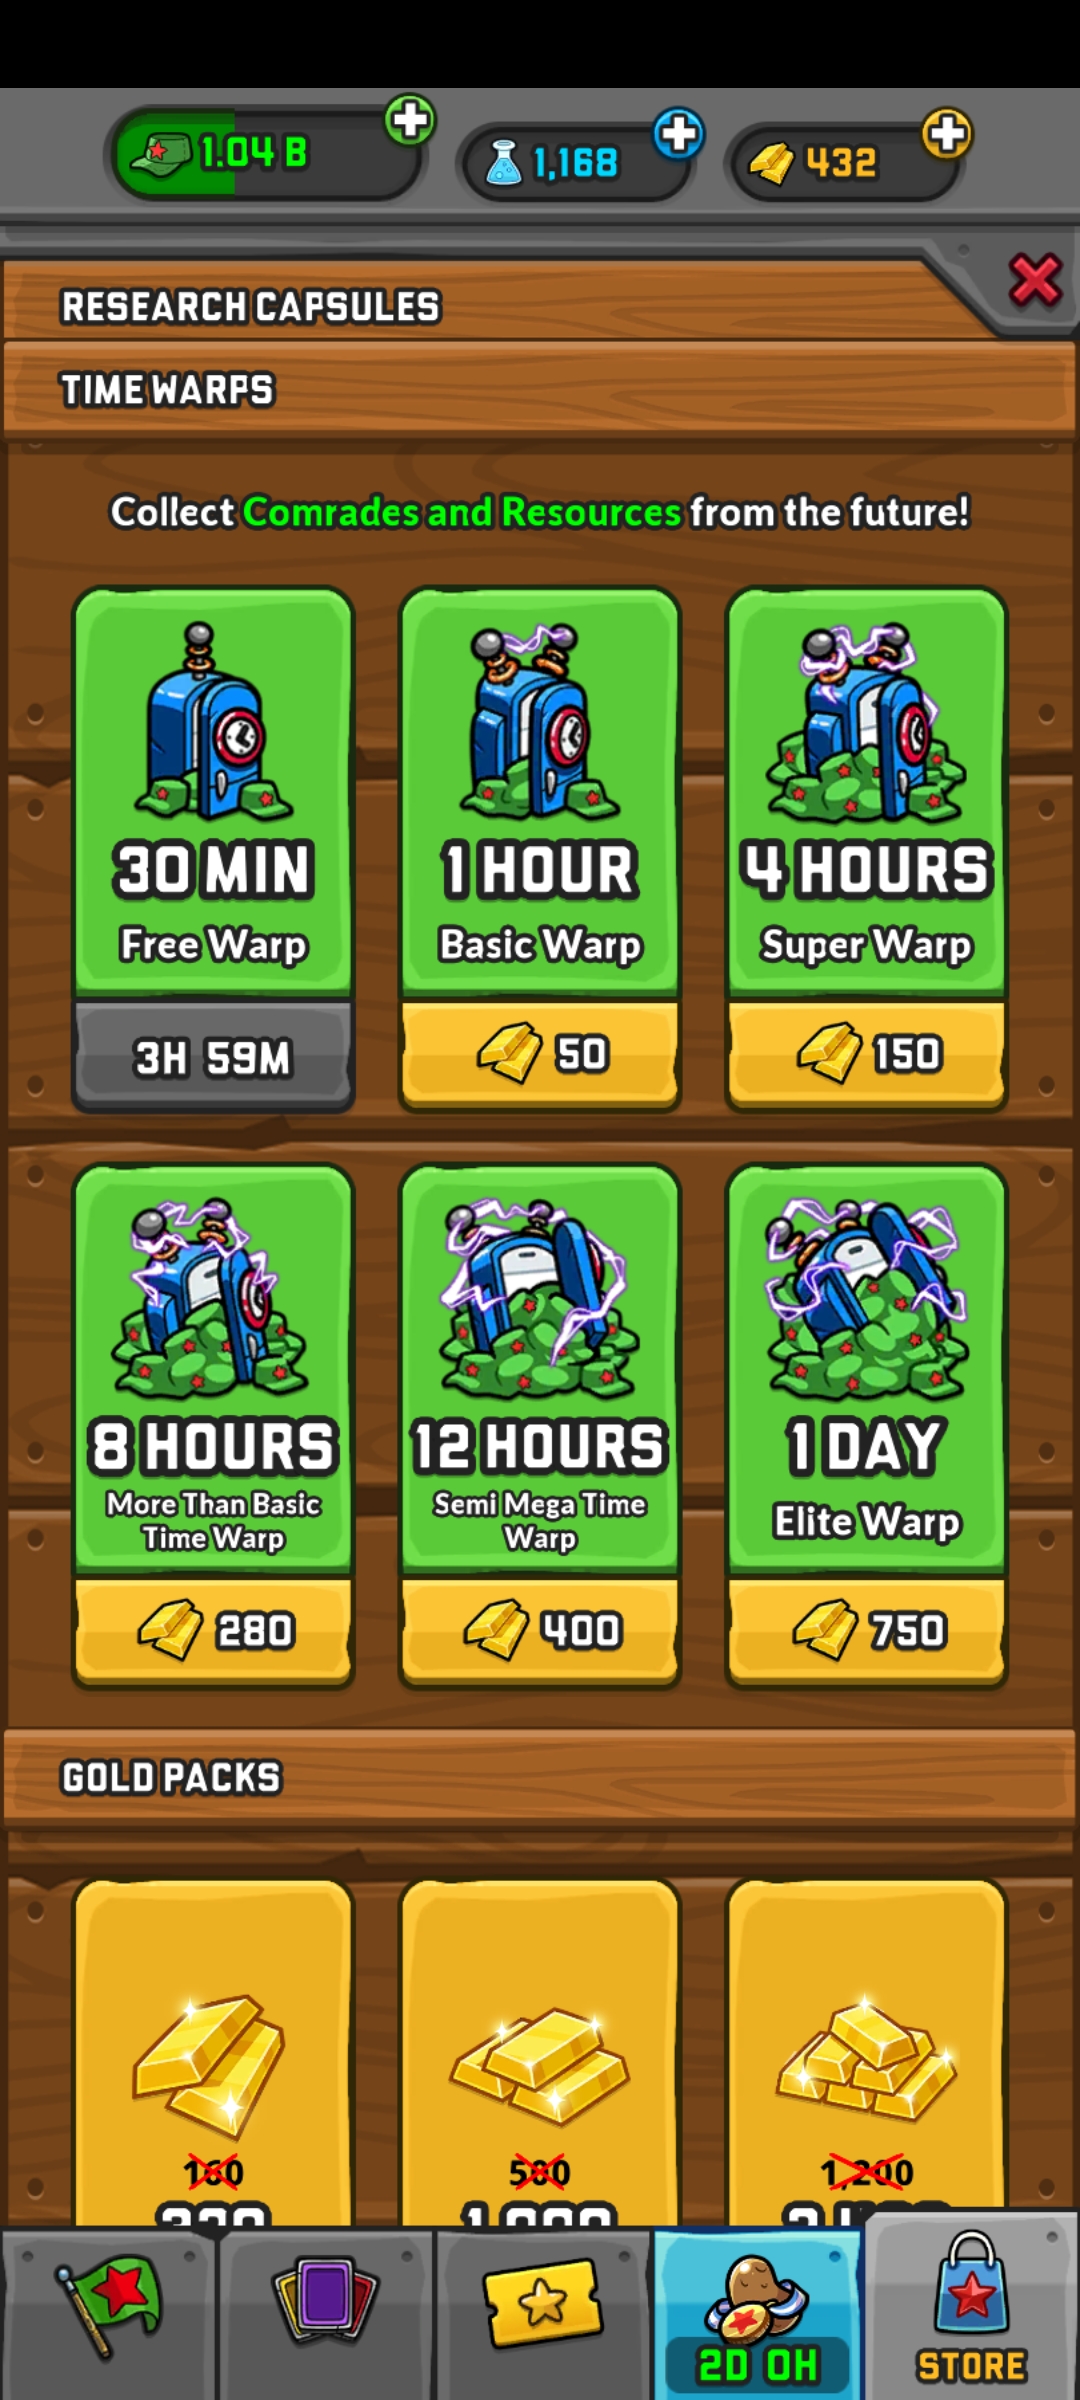 1.04 B
1,168
432
RESEARCH CAPSULES
TIME WARPS
Collect Comrades and Resources from the future!
30 MIN
Free Warp
3H 59M
1 HOUR
Basic Warp
50
4 HOURS
Super Warp
150
8 HOURS
More Than Basic
Time Warp
280
12 HOURS
Semi Mega Time
Warp
400
1 DAY
Elite Warp
750
GOLD PACKS
160
500
1,200
2D 0H
STORE